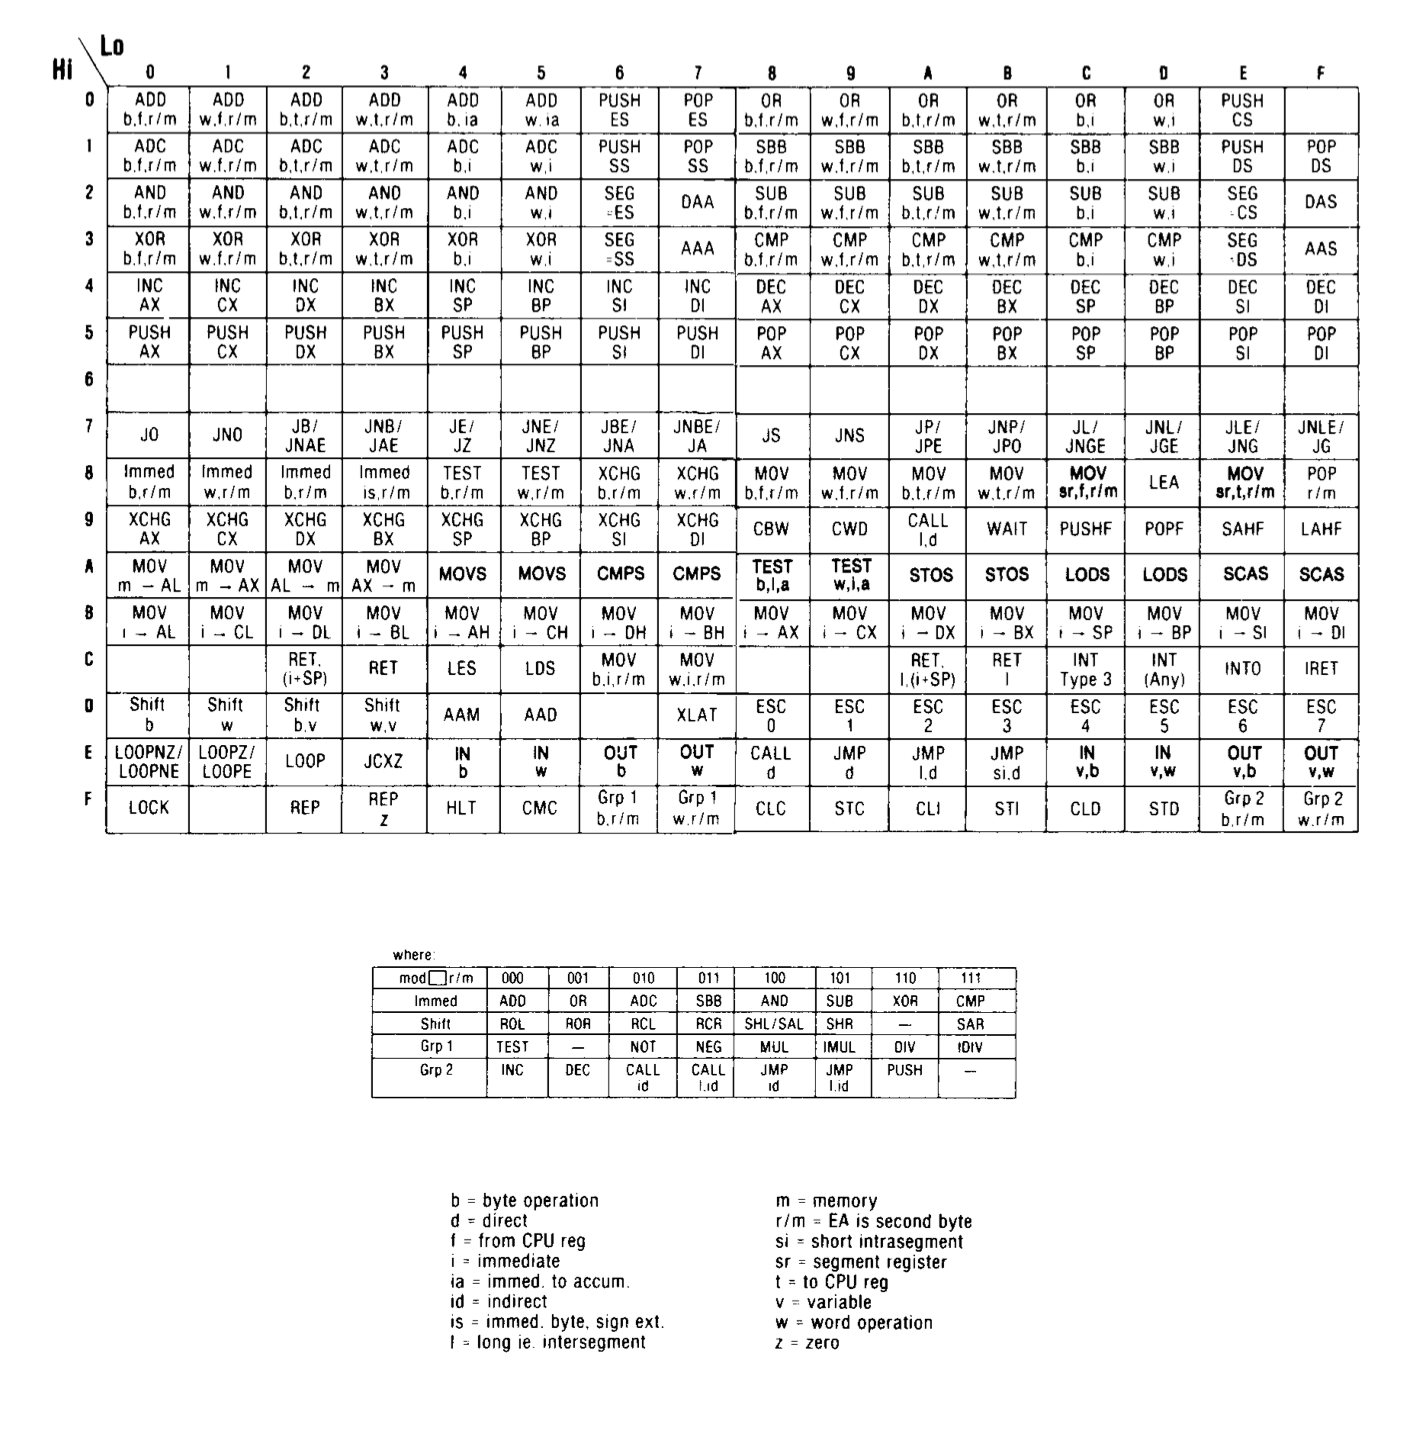 Lo
Hi 0 1 2 3 4 5 6 7 8 9 A B C D E F
0 ADD ADD ADD ADD ADD ADD PUSH POP OR OR OR OR OR OR PUSH
b,f,r/m w,f,r/m b,t,r/m w,t,r/m b,ia w,ia ES ES b,f,r/m w,f,r/m b,t,r/m w,t,r/m b,i w,i CS
1 ADC ADC ADC ADC ADC ADC PUSH POP SBB SBB SBB SBB SBB SBB PUSH POP
b,f,r/m w,f,r/m b,t,r/m w,t,r/m b,i w,i SS SS b,f,r/m w,f,r/m b,t,r/m w,t,r/m b,i w,i DS DS
2 AND AND AND AND AND AND SEG DAA SUB SUB SUB SUB SUB SUB SEG DAS
b,f,r/m w,f,r/m b,t,r/m w,t,r/m b,i w,i =ES b,f,r/m w,f,r/m b,t,r/m w,t,r/m b,i w,i =CS
3 XOR XOR XOR XOR XOR XOR SEG AAA CMP CMP CMP CMP CMP CMP SEG AAS
b,f,r/m w,f,r/m b,t,r/m w,t,r/m b,i w,i =SS b,f,r/m w,f,r/m b,t,r/m w,t,r/m b,i w,i =DS
4 INC INC INC INC INC INC INC INC DEC DEC DEC DEC DEC DEC DEC DEC
AX CX DX BX SP BP SI DI AX CX DX BX SP BP SI DI
5 PUSH PUSH PUSH PUSH PUSH PUSH PUSH PUSH POP POP POP POP POP POP POP POP
AX CX DX BX SP BP SI DI AX CX DX BX SP BP SI DI
6
7 JO JNO JB/ JNB/ JE/ JNE/ JBE/ JNBE/ JS JNS JP/ JNP/ JL/ JNL/ JLE/ JNLE/
JNAE JAE JZ JNZ JNA JA JPE JPO JNGE JGE JNG JG
8 Immed Immed Immed Immed TEST TEST XCHG XCHG MOV MOV MOV MOV MOV LEA MOV POP
b,r/m w,r/m b,r/m is,r/m b,r/m w,r/m b,r/m w,r/m b,f,r/m w,f,r/m b,t,r/m w,t,r/m sr,f,r/m sr,t,r/m r/m
9 XCHG XCHG XCHG XCHG XCHG XCHG XCHG XCHG CBW CWD CALL WAIT PUSHF POPF SAHF LAHF
AX CX DX BX SP BP SI DI l,d
A MOV MOV MOV MOV MOVS MOVS CMPS CMPS TEST TEST STOS STOS LODS LODS SCAS SCAS
m → AL m → AX AL → m AX → m b,i,a w,i,a
B MOV MOV MOV MOV MOV MOV MOV MOV MOV MOV MOV MOV MOV MOV MOV MOV
i → AL i → CL i → DL i → BL i → AH i → CH i → DH i → BH i → AX i → CX i → DX i → BX i → SP i → BP i → SI i → DI
C RET, RET LES LDS MOV MOV RET, RET INT INT INTO IRET
(i+SP) b,i,r/m w,i,r/m l,(i+SP) l Type 3 (Any)
D Shift Shift Shift Shift AAM AAD XLAT ESC ESC ESC ESC ESC ESC ESC ESC
b w b,v w,v 0 1 2 3 4 5 6 7
E LOOPNZ/ LOOPZ/ LOOP JCXZ IN IN OUT OUT CALL JMP JMP JMP IN IN OUT OUT
LOOPNE LOOPE b w b w d d l,d si,d v,b v,w v,b v,w
F LOCK REP REP HLT CMC Grp 1 Grp 1 CLC STC CLI STI CLD STD Grp 2 Grp 2
z b,r/m w,r/m b,r/m w,r/m
where:
mod□r/m 000 001 010 011 100 101 110 111
Immed ADD OR ADC SBB AND SUB XOR CMP
Shift ROL ROR RCL RCR SHL/SAL SHR — SAR
Grp 1 TEST — NOT NEG MUL IMUL DIV IDIV
Grp 2 INC DEC CALL CALL JMP JMP PUSH —
id l,id id l,id
b = byte operation
d = direct
f = from CPU reg
i = immediate
ia = immed. to accum.
id = indirect
is = immed. byte, sign ext.
l = long ie. intersegment
m = memory
r/m = EA is second byte
si = short intrasegment
sr = segment register
t = to CPU reg
v = variable
w = word operation
z = zero